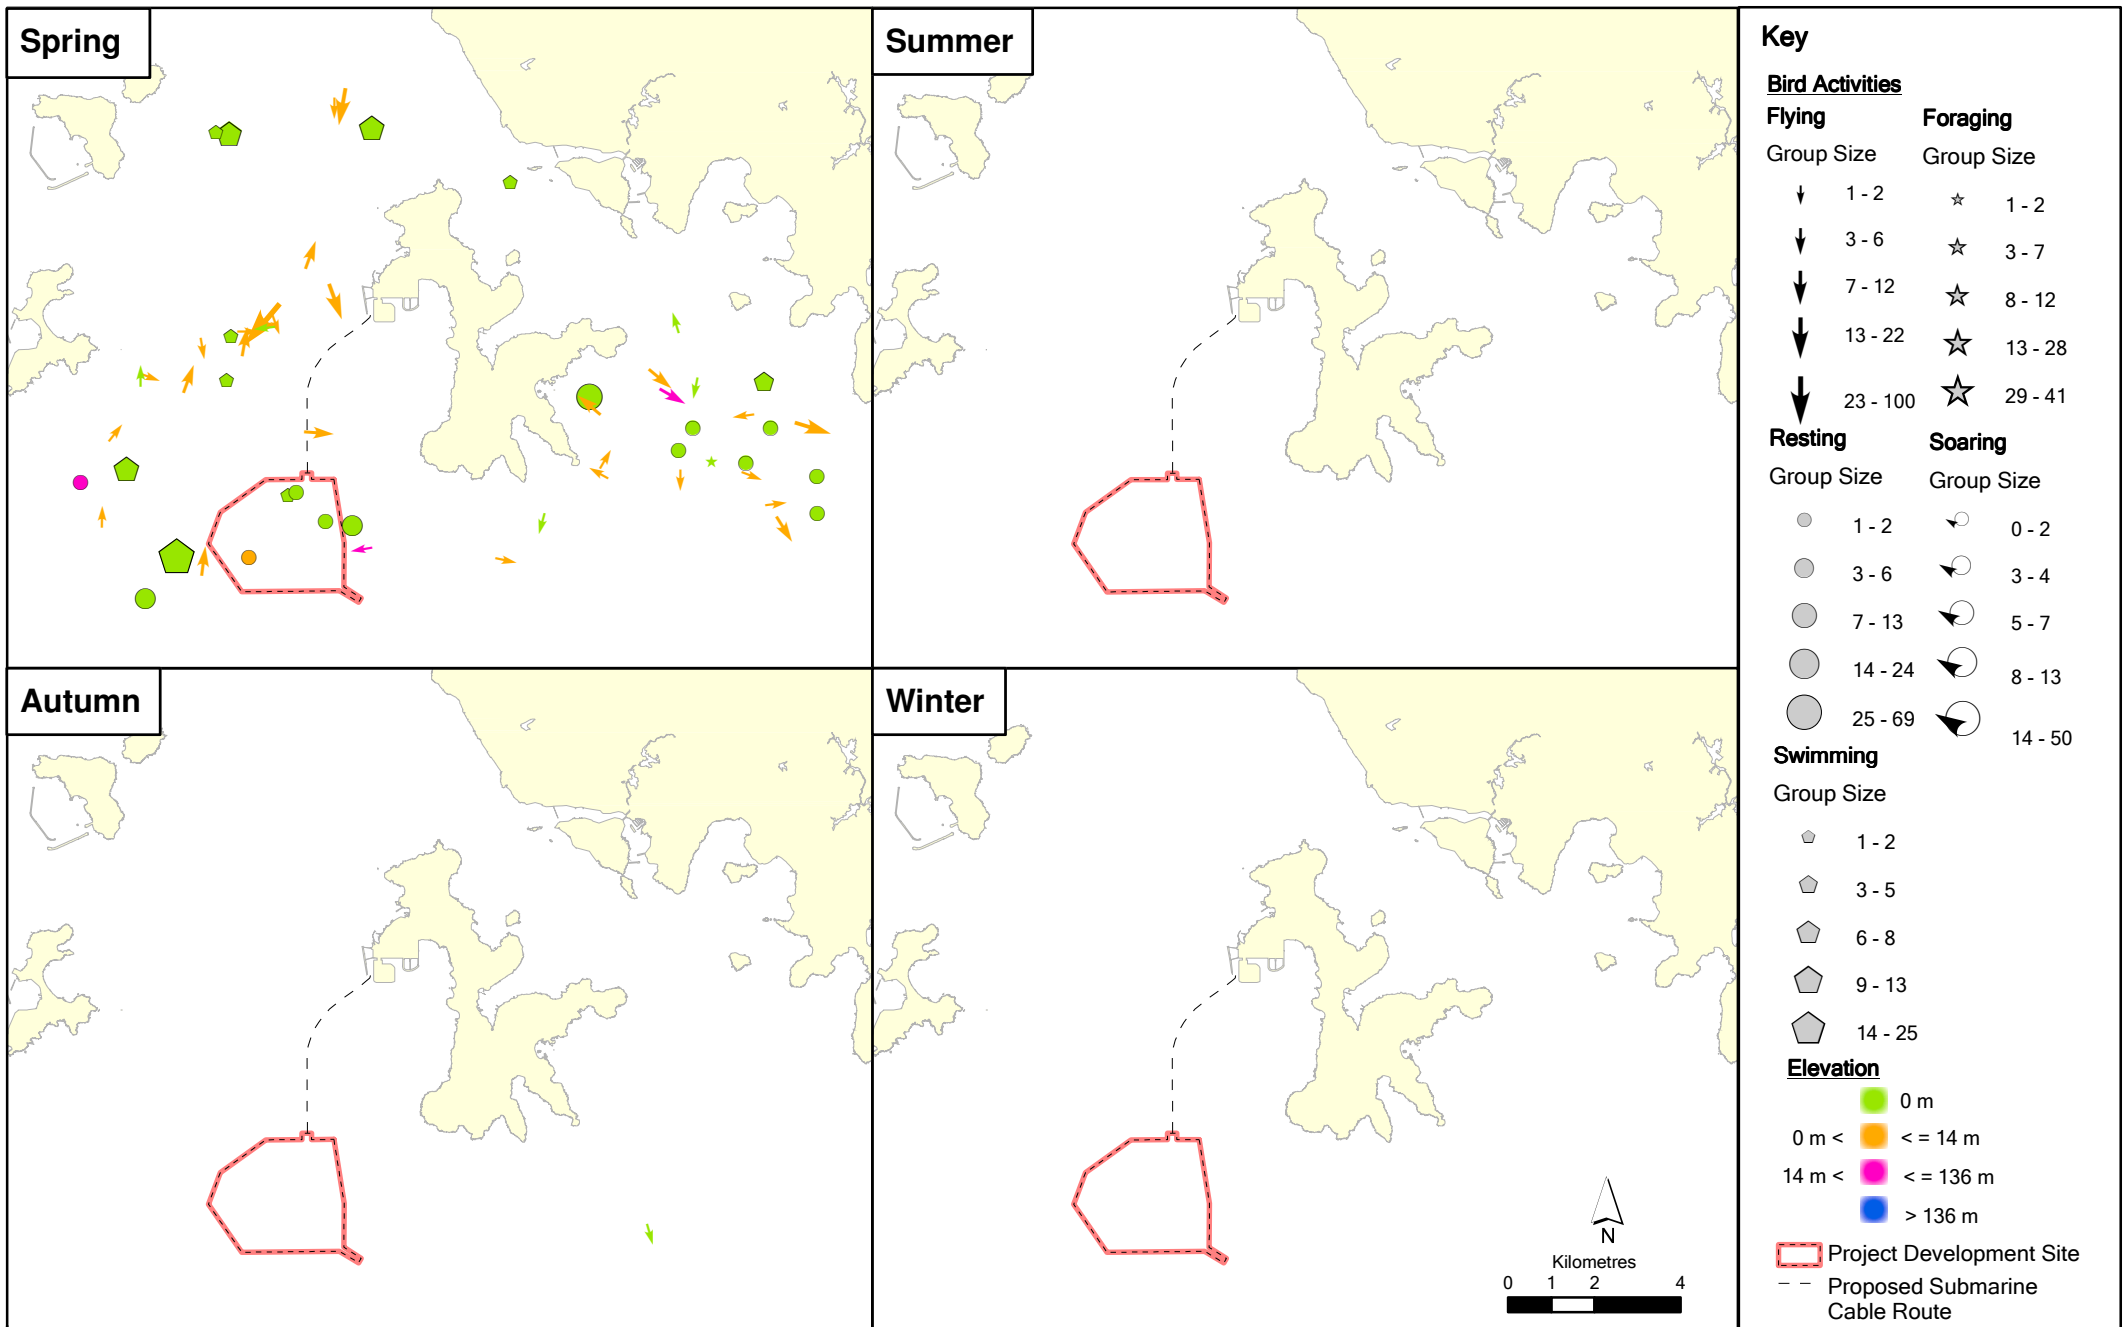 Spring
Summer
Autumn
Winter
N
Kilometres
0 1 2 4
Key
Bird Activities
Flying
Group Size
1 - 2
3 - 6
7 - 12
13 - 22
23 - 100
Foraging
Group Size
1 - 2
3 - 7
8 - 12
13 - 28
29 - 41
Resting
Group Size
1 - 2
3 - 6
7 - 13
14 - 24
25 - 69
Soaring
Group Size
0 - 2
3 - 4
5 - 7
8 - 13
14 - 50
Swimming
Group Size
1 - 2
3 - 5
6 - 8
9 - 13
14 - 25
Elevation
0 m
0 m < < = 14 m
14 m < < = 136 m
> 136 m
Project Development Site
Proposed Submarine
Cable Route